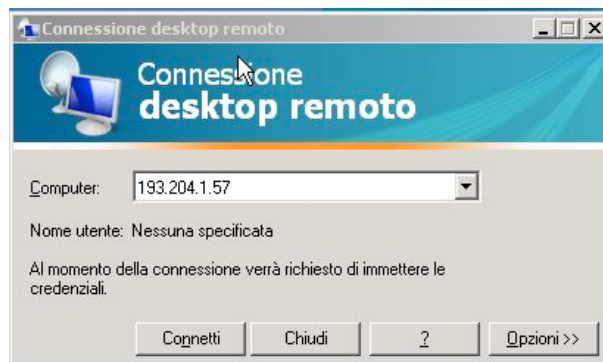 Connessione desktop remoto
Connessione
desktop remoto
Computer: 193.204.1.57
Nome utente: Nessuna specificata
Al momento della connessione verrà richiesto di immettere le
credenziali.
Connetti Chiudi ? Opzioni >>